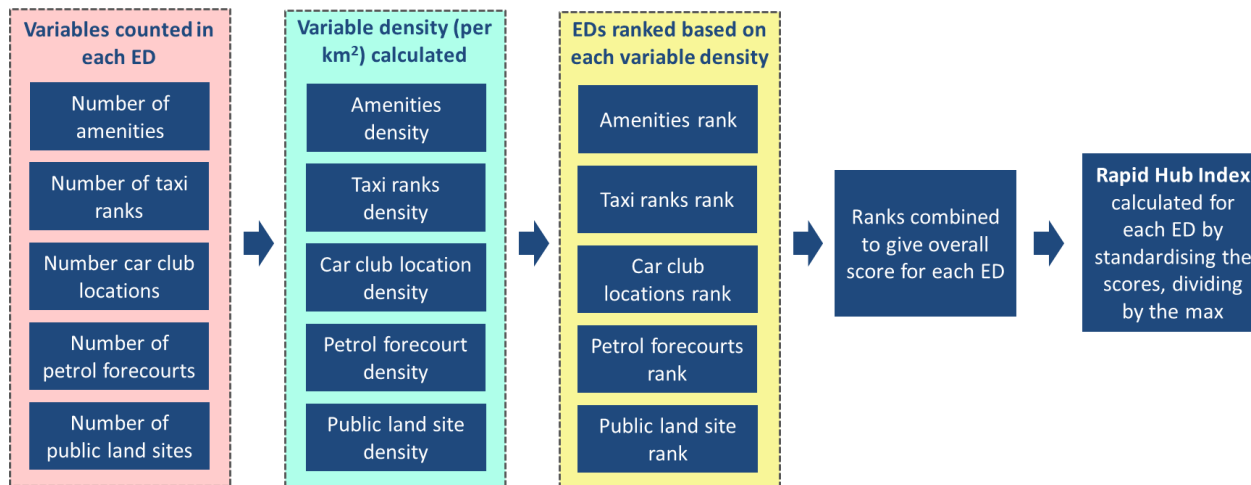 Variables counted in
each ED
Number of
amenities
Number of taxi
ranks
Number car club
locations
Number of
petrol forecourts
Number of
public land sites
Variable density (per
km²) calculated
Amenities
density
Taxi ranks
density
Car club location
density
Petrol forecourt
density
Public land site
density
EDs ranked based on
each variable density
Amenities rank
Taxi ranks rank
Car club
locations rank
Petrol forecourts
rank
Public land site
rank
Ranks combined
to give overall
score for each ED
Rapid Hub Index
calculated for
each ED by
standardising the
scores, dividing
by the max